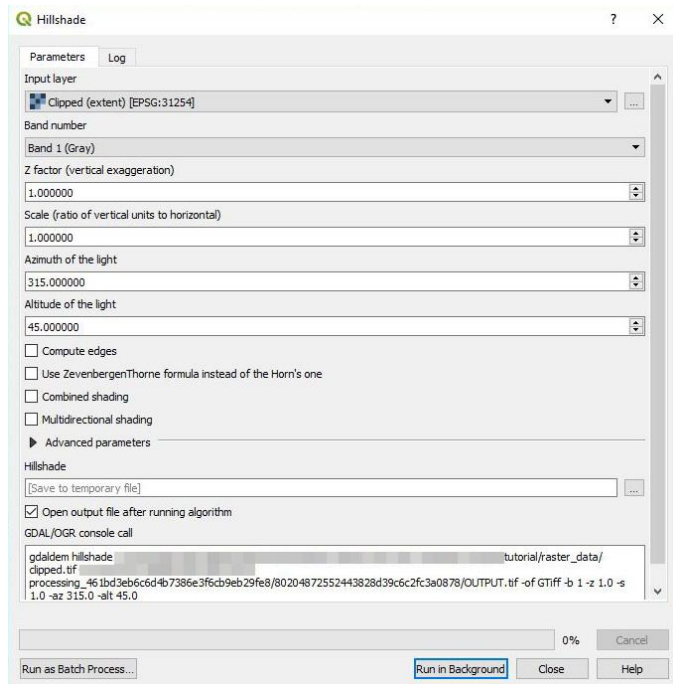 Hillshade
Parameters
Log
Input layer
Clipped (extent) [EPSG:31254]
...
Band number
Band 1 (Gray)
Z factor (vertical exaggeration)
1.000000
Scale (ratio of vertical units to horizontal)
1.000000
Azimuth of the light
315.000000
Altitude of the light
45.000000
Compute edges
Use ZevenbergenThorne formula instead of the Horn's one
Combined shading
Multidirectional shading
Advanced parameters
Hillshade
[Save to temporary file]
...
Open output file after running algorithm
GDAL/OGR console call
gdaldem hillshade tutorial/raster_data/
clipped.tif
processing_461bd3eb6c6d4b7386e3f6cb9eb29fe8/80204872552443828d39c6c2fc3a0878/OUTPUT.tif -of GTiff -b 1 -z 1.0 -s
1.0 -az 315.0 -alt 45.0
0%
Cancel
Run as Batch Process...
Run in Background
Close
Help